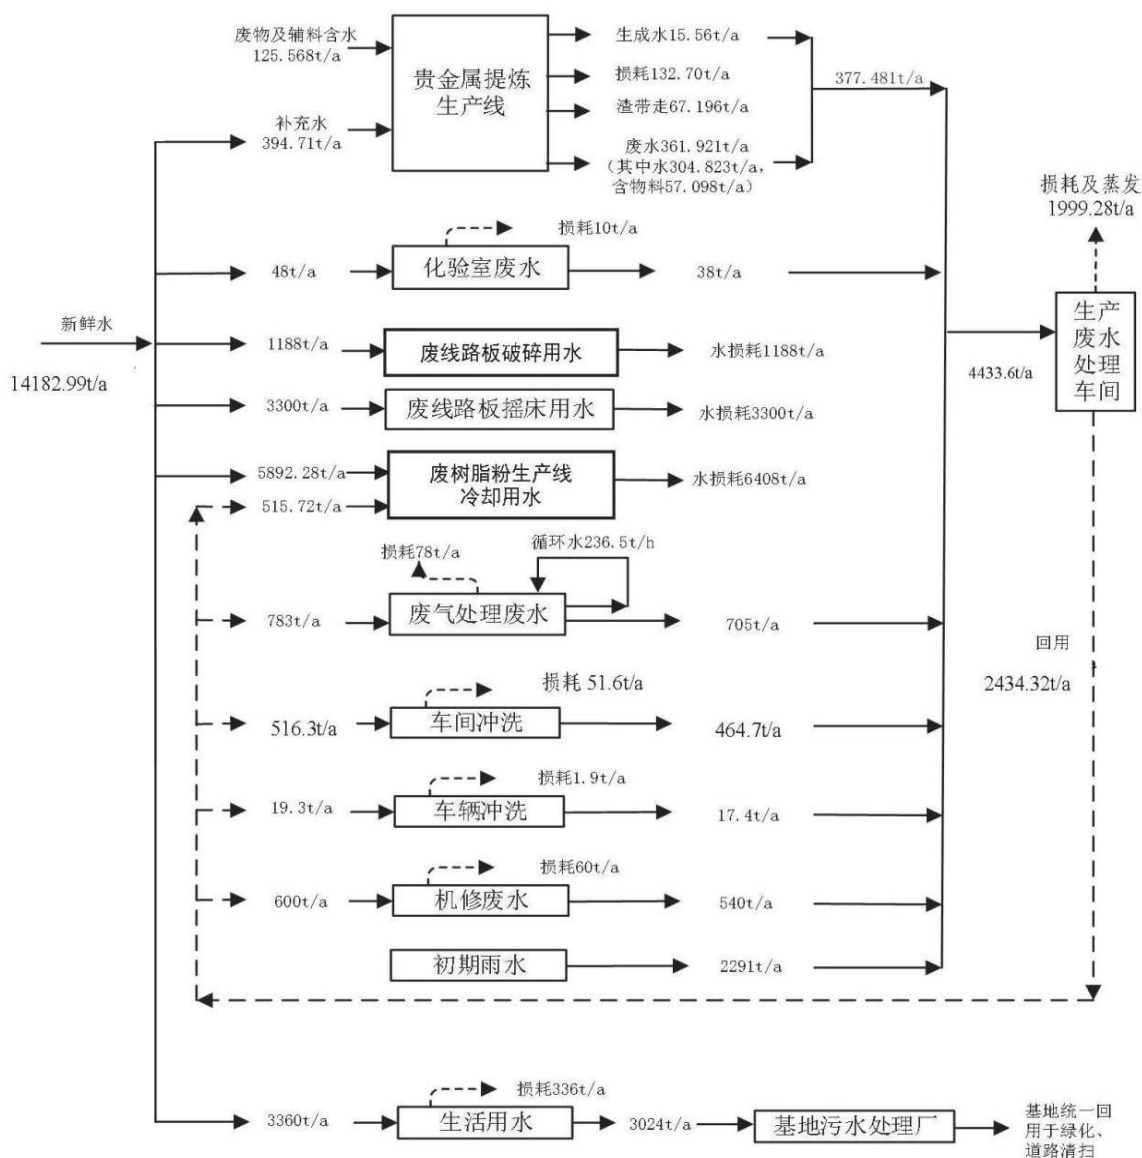 废物及辅料含水
125.568t/a
补充水
394.71t/a
贵金属提炼
生产线
生成水15.56t/a
损耗132.70t/a
渣带走67.196t/a
废水361.921t/a
（其中水304.823t/a,
含物料57.098t/a）
377.481t/a
损耗及蒸发
1999.28t/a
损耗10t/a
48t/a
化验室废水
38t/a
新鲜水
14182.99t/a
1188t/a
废线路板破碎用水
水损耗1188t/a
4433.6t/a
生产
废水
处理
车间
3300t/a
废线路板摇床用水
水损耗3300t/a
5892.28t/a
515.72t/a
废树脂粉生产线
冷却用水
水损耗6408t/a
损耗78t/a
循环水236.5t/h
783t/a
废气处理废水
705t/a
回用
2434.32t/a
损耗 51.6t/a
516.3t/a
车间冲洗
464.7t/a
损耗1.9t/a
19.3t/a
车辆冲洗
17.4t/a
损耗60t/a
600t/a
机修废水
540t/a
初期雨水
2291t/a
损耗336t/a
3360t/a
生活用水
3024t/a
基地污水处理厂
基地统一回
用于绿化、
道路清扫